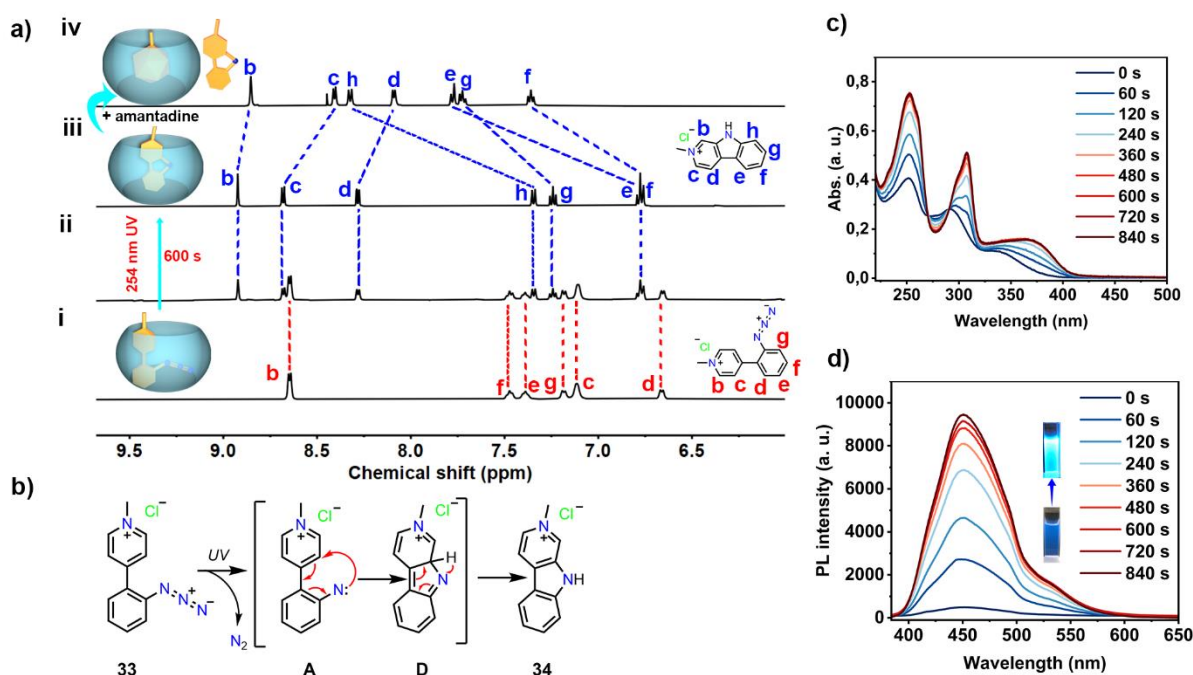 a)
iv
b
c
h
d
e
g
f
+ amantadine
iii
b
c
d
h
g
e
f
Cl−
N
+
b
N
H
h
g
c
d
e
f
ii
254 nm UV
600 s
i
b
f
e
g
c
d
Cl
−
N
+
N
−
N
+
N
g
f
b
c
d
e
9.5
9.0
8.5
8.0
7.5
7.0
6.5
Chemical shift (ppm)
b)
Cl−
N
+
N
N
+
N
−
UV
N2
33
Cl−
N
+
N:
A
Cl−
N
+
H
N
D
Cl−
N
+
NH
34
c)
Abs. (a. u.)
0,8
0,6
0,4
0,2
0,0
250
300
350
400
450
500
Wavelength (nm)
0 s
60 s
120 s
240 s
360 s
480 s
600 s
720 s
840 s
d)
PL intensity (a. u.)
10000
8000
6000
4000
2000
0
400
450
500
550
600
650
Wavelength (nm)
0 s
60 s
120 s
240 s
360 s
480 s
600 s
720 s
840 s